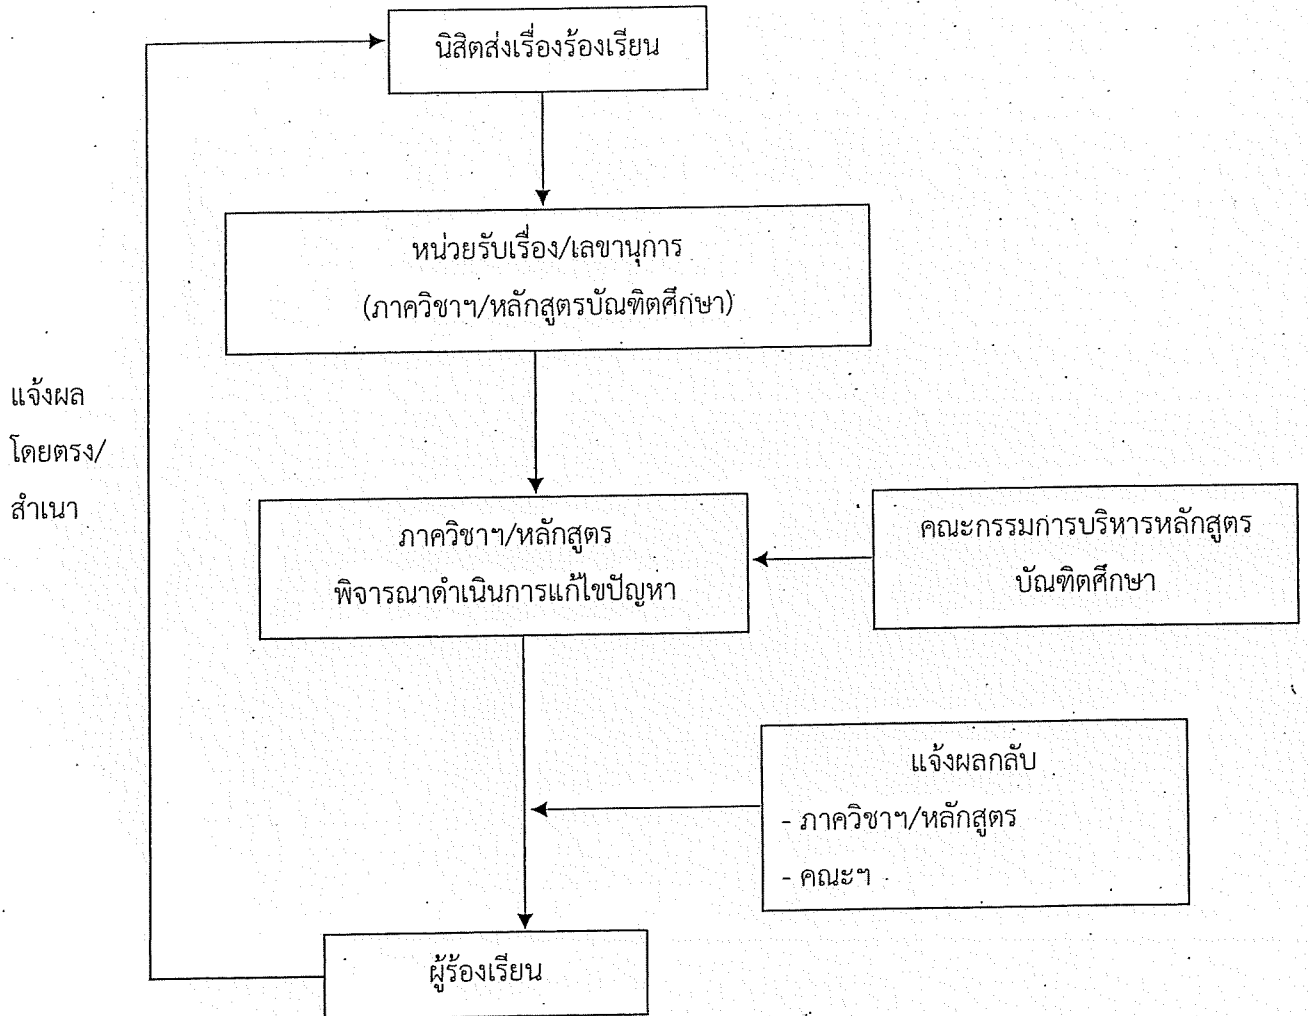 นิสิตส่งเรื่องร้องเรียน
หน่วยรับเรื่อง/เลขานุการ
(ภาควิชาฯ/หลักสูตรบัณฑิตศึกษา)
แจ้งผล
โดยตรง/
สำเนา
ภาควิชาฯ/หลักสูตร
พิจารณาดำเนินการแก้ไขปัญหา
คณะกรรมการบริหารหลักสูตร
บัณฑิตศึกษา
แจ้งผลกลับ
- ภาควิชาฯ/หลักสูตร
- คณะฯ
ผู้ร้องเรียน